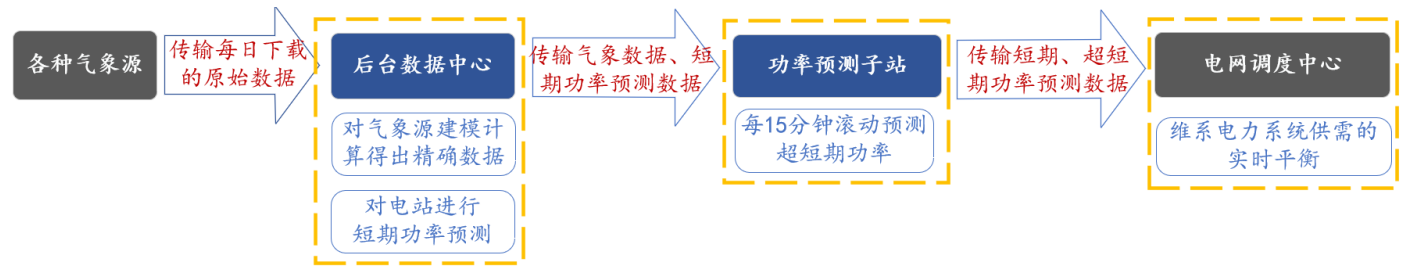 各种气象源
传输每日下载
的原始数据
后台数据中心
对气象源建模计
算得出精确数据
对电站进行
短期功率预测
传输气象数据、短
期功率预测数据
功率预测子站
每15分钟滚动预测
超短期功率
传输短期、超短
期功率预测数据
电网调度中心
维系电力系统供需的
实时平衡